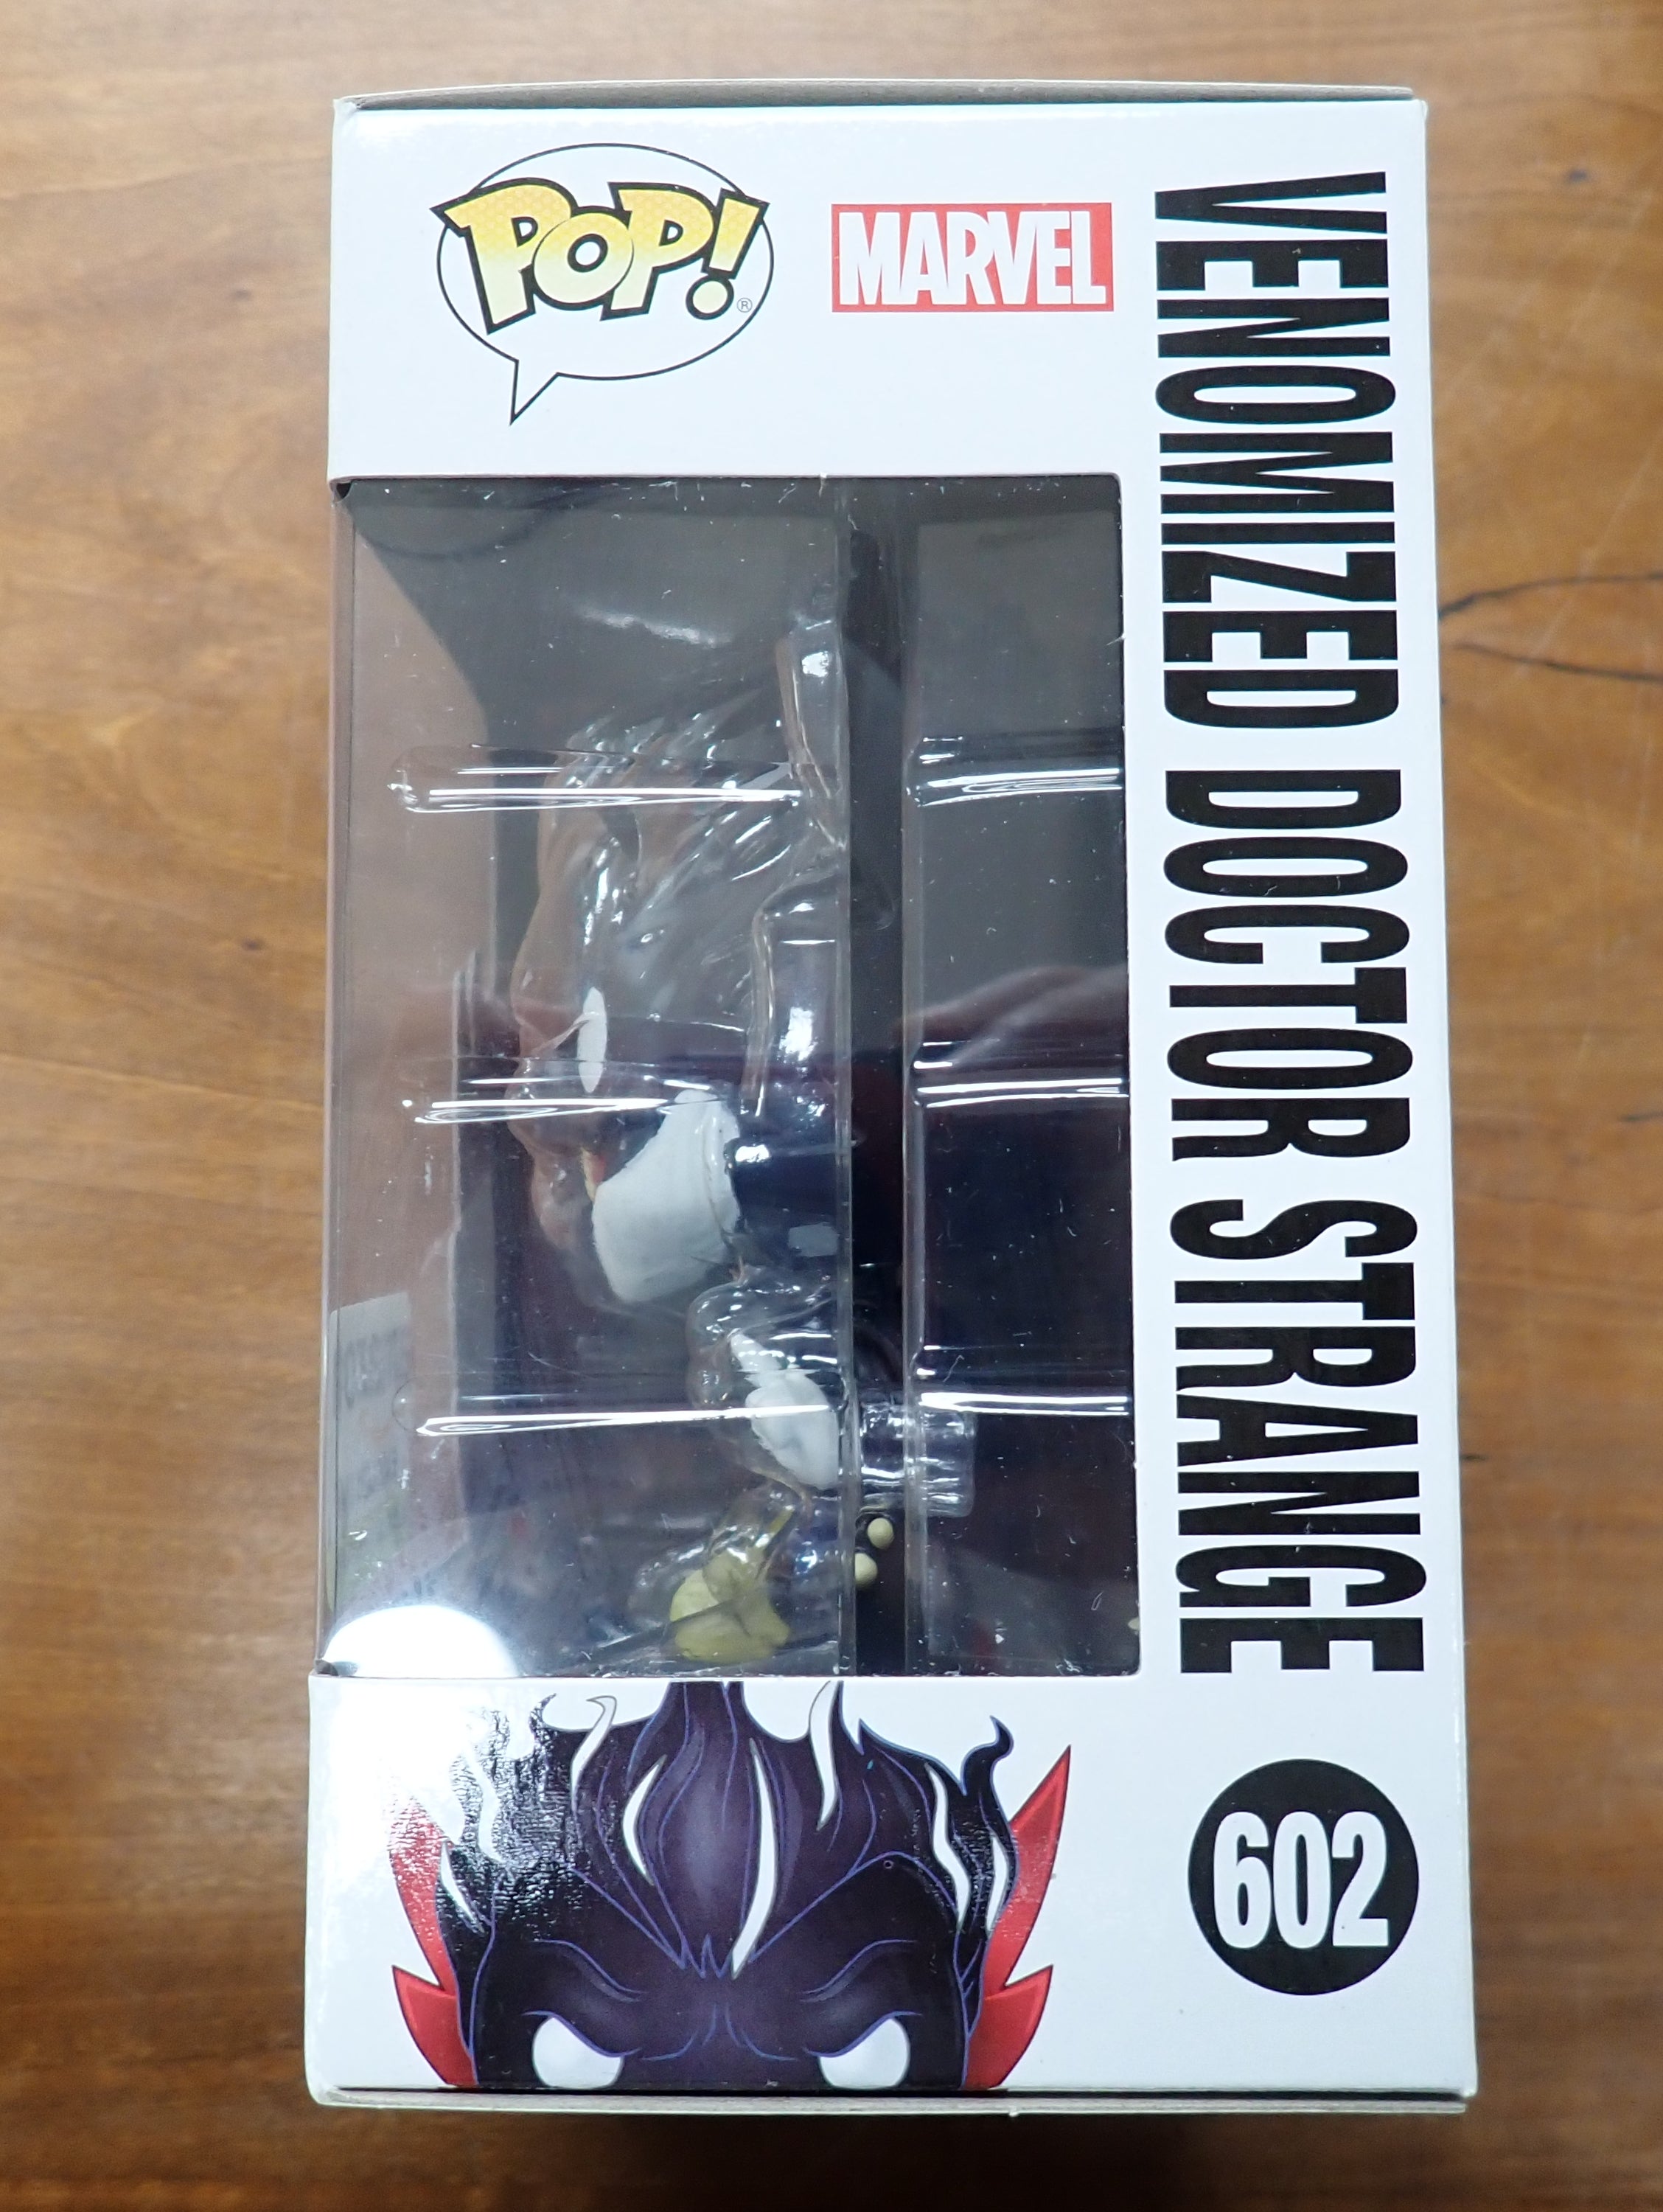 POP!®
MARVEL
VENOMIZED DOCTOR STRANGE
602